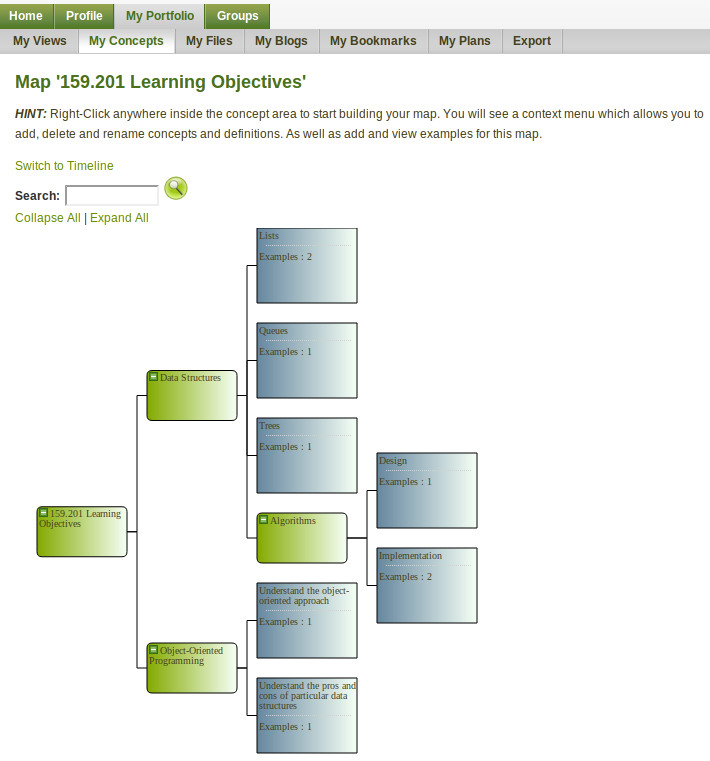 Home Profile My Portfolio Groups
My Views My Concepts My Files My Blogs My Bookmarks My Plans Export
Map '159.201 Learning Objectives'
HINT: Right-Click anywhere inside the concept area to start building your map. You will see a context menu which allows you to
add, delete and rename concepts and definitions. As well as add and view examples for this map.
Switch to Timeline
Search:
Collapse All | Expand All
Lists
Examples : 2
Queues
Examples : 1
Data Structures
Trees
Examples : 1
Design
Examples : 1
159.201 Learning
Objectives
Algorithms
Implementation
Examples : 2
Understand the object-
oriented approach
Examples : 1
Object-Oriented
Programming
Understand the pros and
cons of particular data
structures
Examples : 1